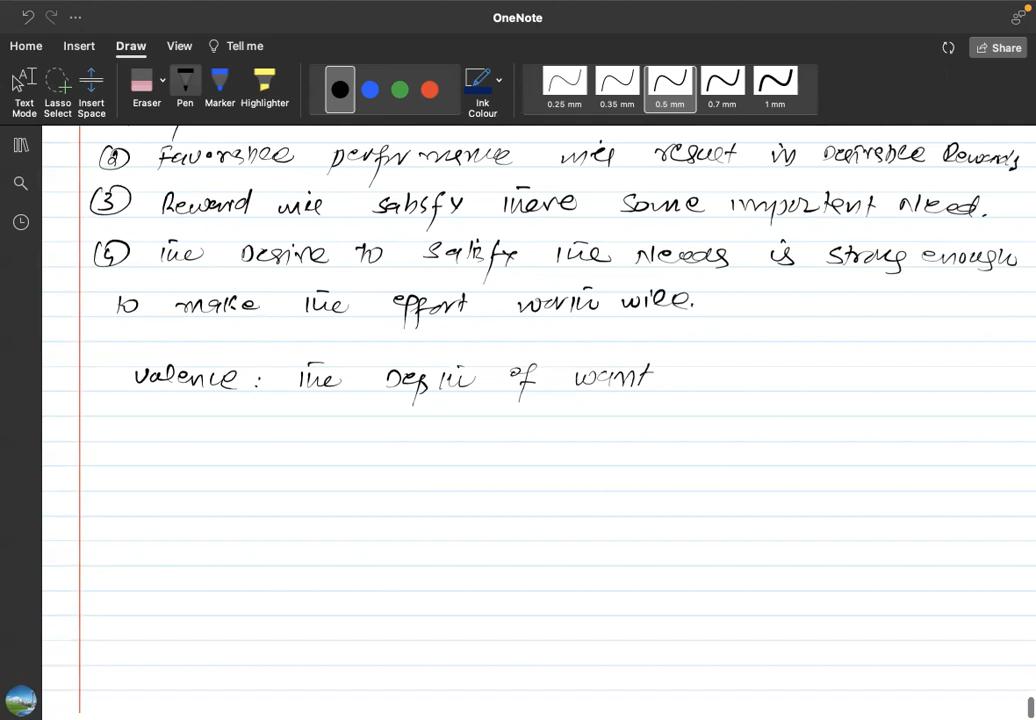 OneNote
Home Insert Draw View Tell me Share
Text Mode Lasso Select Insert Space Eraser Pen Marker Highlighter Ink Colour 0.25 mm 0.35 mm 0.5 mm 0.7 mm 1 mm
(2) Favorable performance will result in Desirable Rewards
(3) Reward will satisfy there some important Need.
(4) The Desire to satisfy the Needs is strong enough
to make the effort worth wile.
Valence: The Depth of want